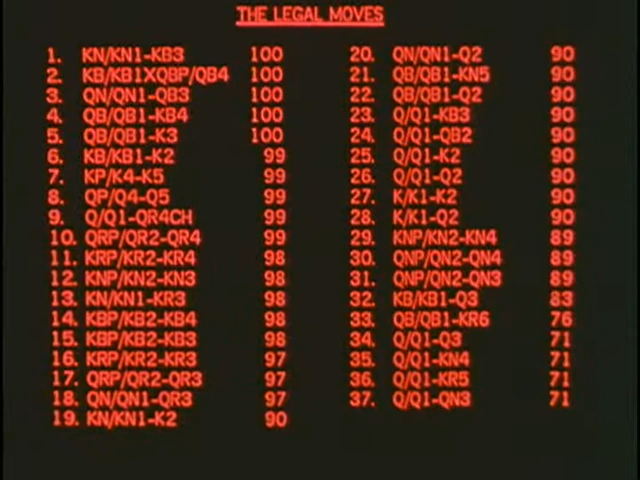 THE LEGAL MOVES
1. KN/KN1-KB3 100
2. KB/KB1XQBP/QB4 100
3. QN/QN1-QB3 100
4. QB/QB1-KB4 100
5. QB/QB1-K3 100
6. KB/KB1-K2 99
7. KP/K4-K5 99
8. QP/Q4-Q5 99
9. Q/Q1-QR4CH 99
10. QRP/QR2-QR4 99
11. KRP/KR2-KR4 98
12. KNP/KN2-KN3 98
13. KN/KN1-KR3 98
14. KBP/KB2-KB4 98
15. KBP/KB2-KB3 98
16. KRP/KR2-KR3 97
17. QRP/QR2-QR3 97
18. QN/QN1-QR3 97
19. KN/KN1-K2 90
20. QN/QN1-Q2 90
21. QB/QB1-KN5 90
22. QB/QB1-Q2 90
23. Q/Q1-KB3 90
24. Q/Q1-QB2 90
25. Q/Q1-K2 90
26. Q/Q1-Q2 90
27. K/K1-K2 90
28. K/K1-Q2 90
29. KNP/KN2-KN4 89
30. QNP/QN2-QN4 89
31. QNP/QN2-QN3 89
32. KB/KB1-Q3 83
33. QB/QB1-KR6 76
34. Q/Q1-Q3 71
35. Q/Q1-KN4 71
36. Q/Q1-KR5 71
37. Q/Q1-QN3 71